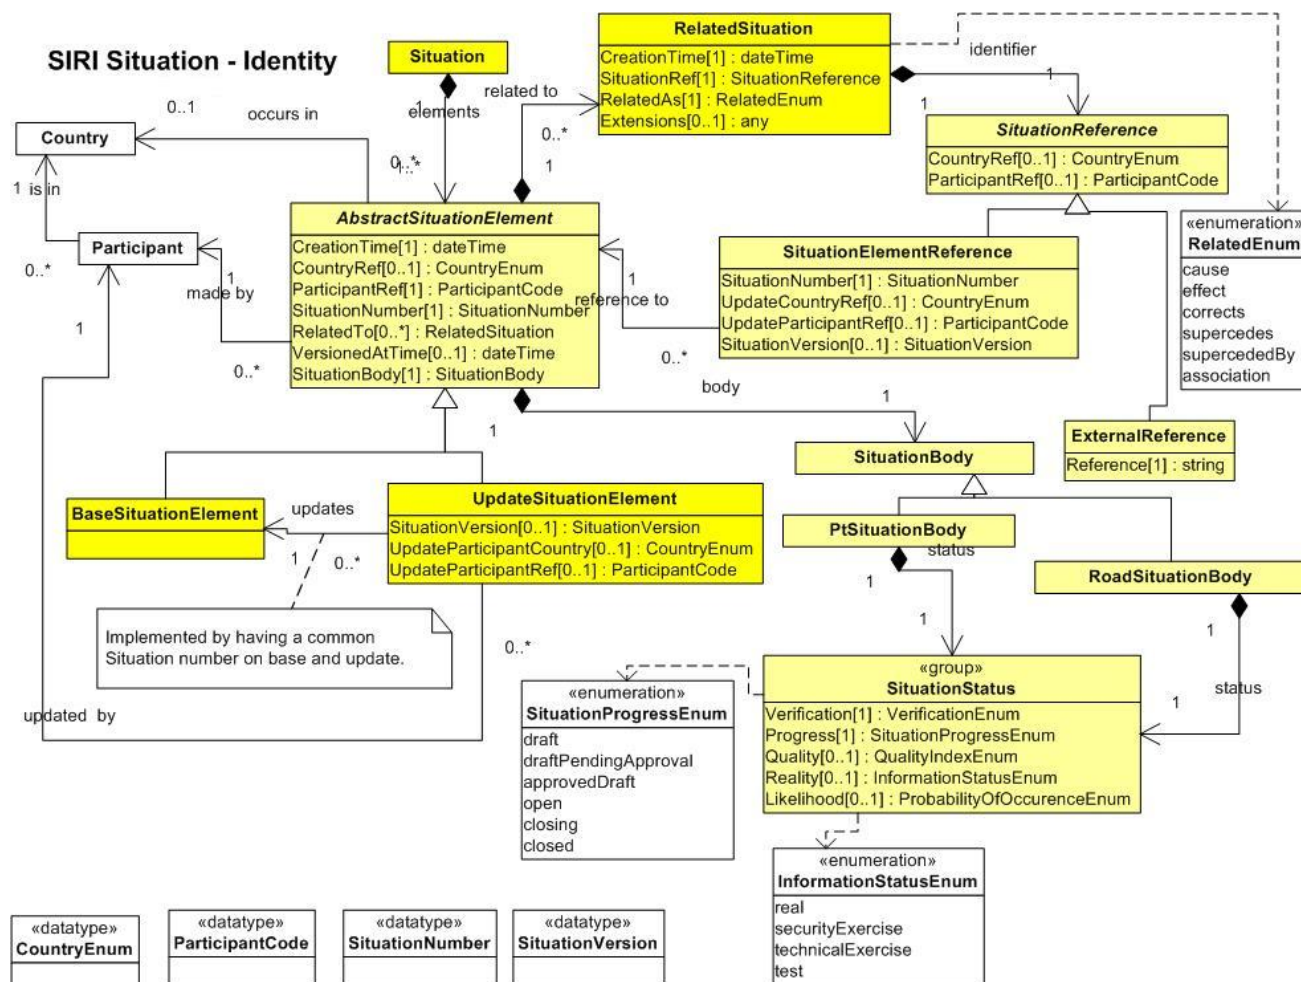 SIRI Situation - Identity
Situation
elements
1
0..*
1..*
related to
0..*
1
RelatedSituation
CreationTime[1] : dateTime
SituationRef[1] : SituationReference
RelatedAs[1] : RelatedEnum
Extensions[0..1] : any
identifier
1
1
SituationReference
CountryRef[0..1] : CountryEnum
ParticipantRef[0..1] : ParticipantCode
0..1
occurs in
Country
1
is in
0..*
Participant
1
made by
0..*
1
AbstractSituationElement
CreationTime[1] : dateTime
CountryRef[0..1] : CountryEnum
ParticipantRef[1] : ParticipantCode
SituationNumber[1] : SituationNumber
RelatedTo[0..*] : RelatedSituation
VersionedAtTime[0..1] : dateTime
SituationBody[1] : SituationBody
1
reference to
0..*
SituationElementReference
SituationNumber[1] : SituationNumber
UpdateCountryRef[0..1] : CountryEnum
UpdateParticipantRef[0..1] : ParticipantCode
SituationVersion[0..1] : SituationVersion
«enumeration»
RelatedEnum
cause
effect
corrects
supercedes
supercededBy
association
body
1
1
SituationBody
ExternalReference
Reference[1] : string
BaseSituationElement
updates
1
0..*
UpdateSituationElement
SituationVersion[0..1] : SituationVersion
UpdateParticipantCountry[0..1] : CountryEnum
UpdateParticipantRef[0..1] : ParticipantCode
PtSituationBody
status
1
1
RoadSituationBody
1
status
1
Implemented by having a common
Situation number on base and update.
0..*
updated by
«enumeration»
SituationProgressEnum
draft
draftPendingApproval
approvedDraft
open
closing
closed
«group»
SituationStatus
Verification[1] : VerificationEnum
Progress[1] : SituationProgressEnum
Quality[0..1] : QualityIndexEnum
Reality[0..1] : InformationStatusEnum
Likelihood[0..1] : ProbabilityOfOccurenceEnum
«enumeration»
InformationStatusEnum
real
securityExercise
technicalExercise
test
«datatype»
CountryEnum
«datatype»
ParticipantCode
«datatype»
SituationNumber
«datatype»
SituationVersion